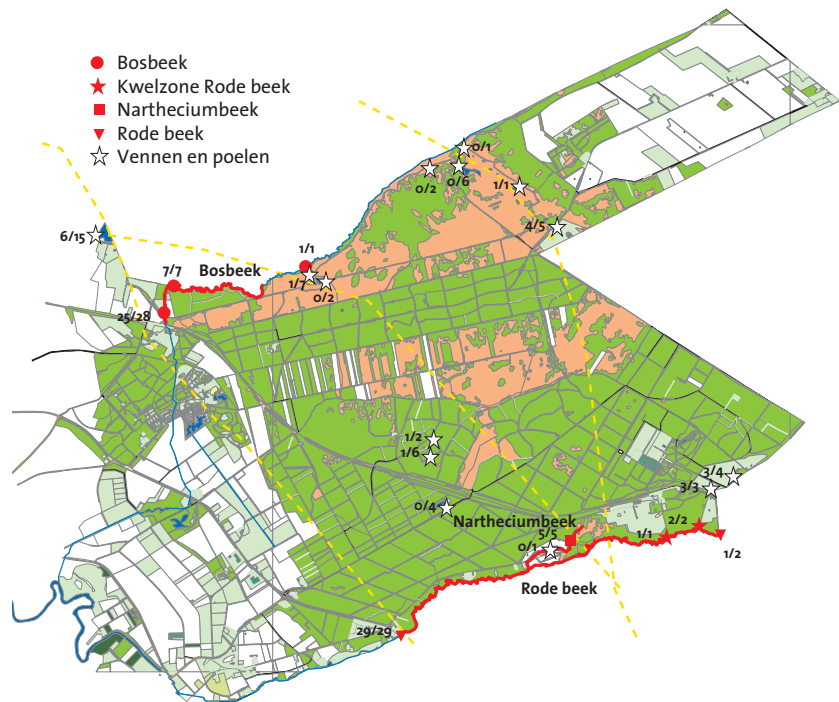 Bosbeek
Kwelzone Rode beek
Nartheciumbeek
Rode beek
Vennen en poelen
0/1
0/2
0/6
1/1
4/5
6/15
1/1
7/7
Bosbeek
1/7
0/2
25/28
1/2
1/6
3/4
3/3
0/4
Nartheciumbeek
2/2
5/5
1/1
0/1
1/2
Rode beek
29/29